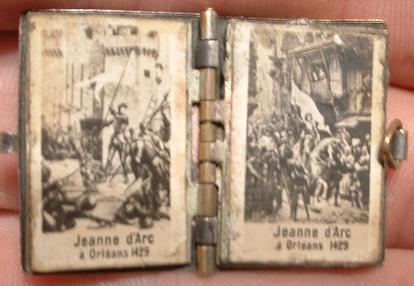 Jeanne d'Arc
à Orléans 1429
Jeanne d'Arc
à Orléans 1429